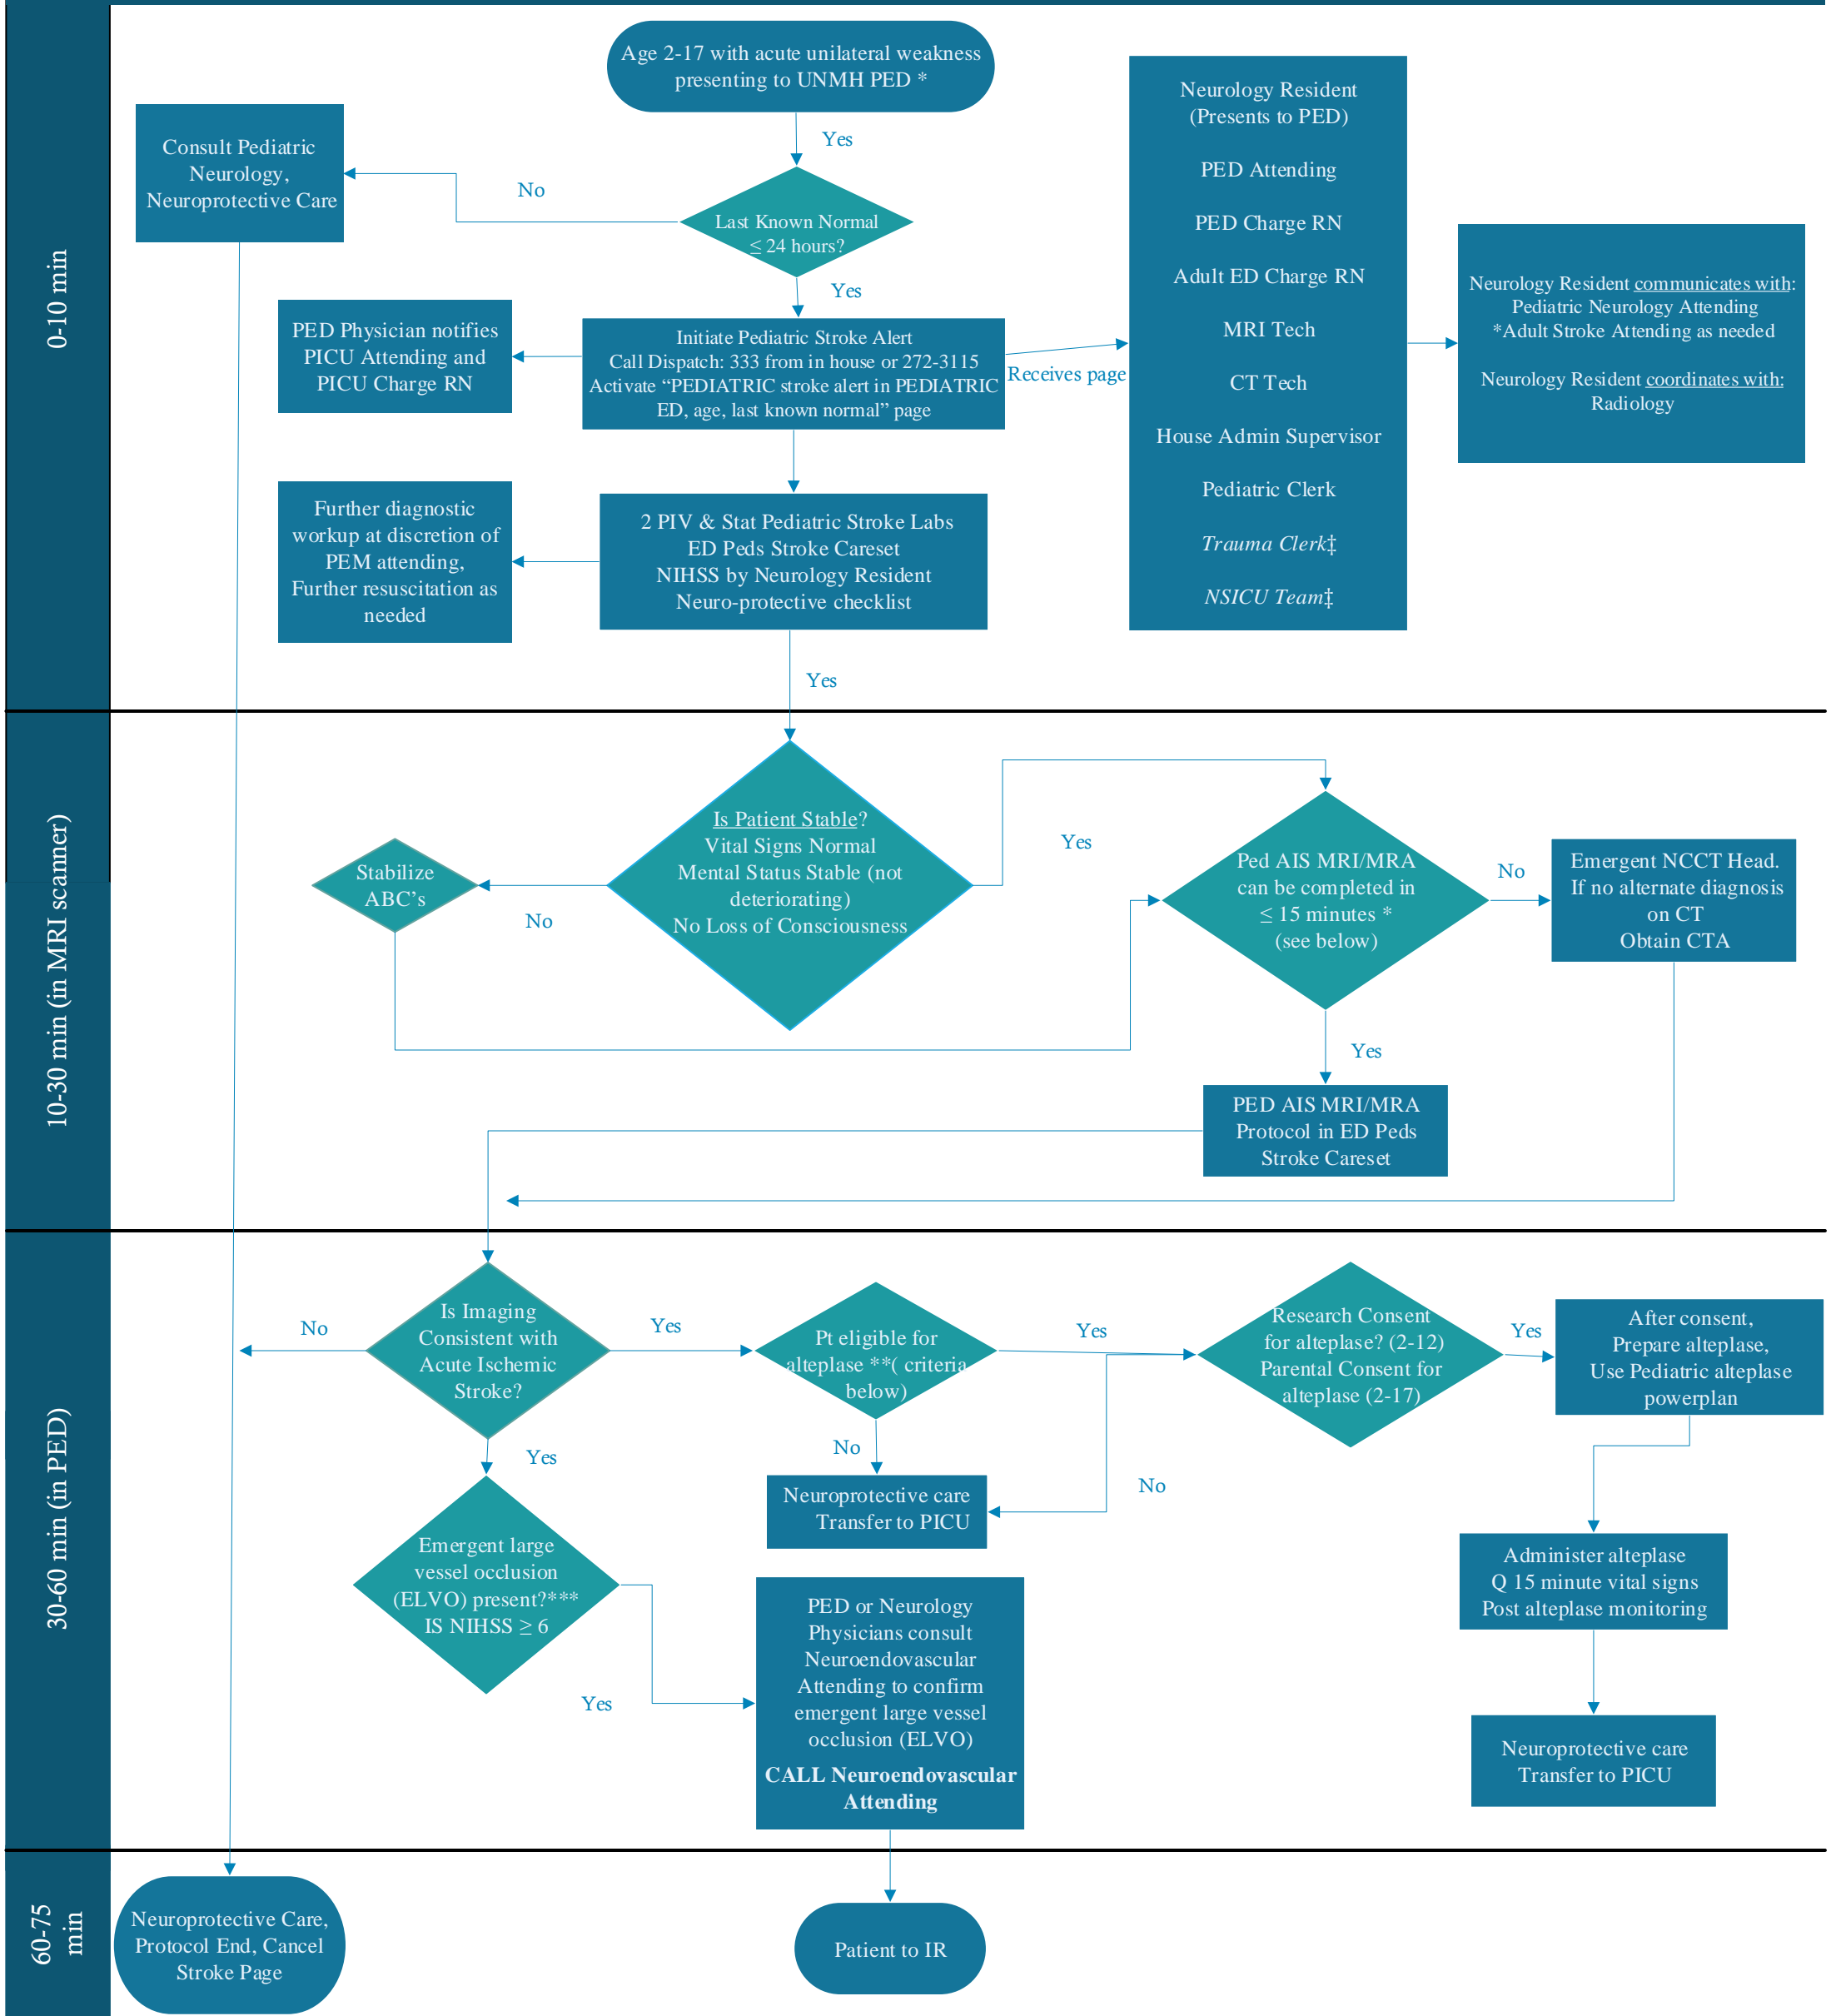 0-10 min
Age 2-17 with acute unilateral weakness
presenting to UNMH PED *
Yes
Consult Pediatric
Neurology,
Neuroprotective Care
No
Last Known Normal
≤ 24 hours?
Yes
PED Physician notifies
PICU Attending and
PICU Charge RN
Initiate Pediatric Stroke Alert
Call Dispatch: 333 from in house or 272-3115
Activate “PEDIATRIC stroke alert in PEDIATRIC
ED, age, last known normal” page
Receives page
Neurology Resident
(Presents to PED)
PED Attending
PED Charge RN
Adult ED Charge RN
MRI Tech
CT Tech
House Admin Supervisor
Pediatric Clerk
Trauma Clerk‡
NSICU Team‡
Neurology Resident communicates with:
Pediatric Neurology Attending
*Adult Stroke Attending as needed
Neurology Resident coordinates with:
Radiology
Further diagnostic
workup at discretion of
PEM attending,
Further resuscitation as
needed
2 PIV & Stat Pediatric Stroke Labs
ED Peds Stroke Careset
NIHSS by Neurology Resident
Neuro-protective checklist
Yes
10-30 min (in MRI scanner)
Is Patient Stable?
Vital Signs Normal
Mental Status Stable (not
deteriorating)
No Loss of Consciousness
No
Stabilize
ABC’s
Yes
Ped AIS MRI/MRA
can be completed in
≤ 15 minutes *
(see below)
No
Emergent NCCT Head.
If no alternate diagnosis
on CT
Obtain CTA
Yes
PED AIS MRI/MRA
Protocol in ED Peds
Stroke Careset
30-60 min (in PED)
Is Imaging
Consistent with
Acute Ischemic
Stroke?
No
Yes
Pt eligible for
alteplase **( criteria
below)
Yes
Research Consent
for alteplase? (2-12)
Parental Consent for
alteplase (2-17)
Yes
After consent,
Prepare alteplase,
Use Pediatric alteplase
powerplan
No
No
Neuroprotective care
Transfer to PICU
Yes
Emergent large
vessel occlusion
(ELVO) present?***
IS NIHSS ≥ 6
Yes
PED or Neurology
Physicians consult
Neuroendovascular
Attending to confirm
emergent large vessel
occlusion (ELVO)
CALL Neuroendovascular
Attending
Administer alteplase
Q 15 minute vital signs
Post alteplase monitoring
Neuroprotective care
Transfer to PICU
60-75
min
Neuroprotective Care,
Protocol End, Cancel
Stroke Page
Patient to IR